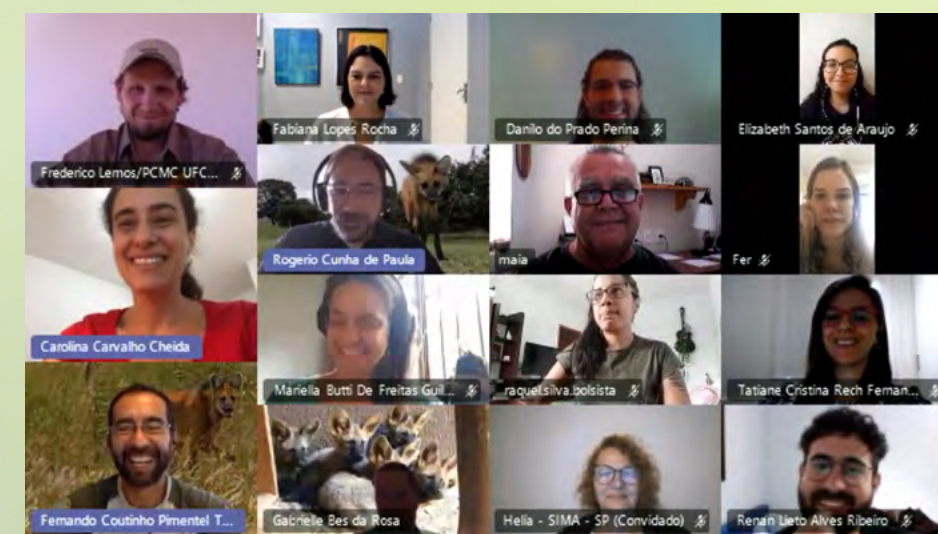 Frederico Lemos/PCMC UFC...
Fabiana Lopes Rocha
Danilo do Prado Perina
Elizabeth Santos de Araujo
Carolina Carvalho Cheida
Rogerio Cunha de Paula
maia
Fer
Mariella Butti De Freitas Guil...
raquel.silva.bolsista
Tatiane Cristina Rech Fernan...
Fernando Coutinho Pimentel T...
Gabrielle Bes da Rosa
Helia - SIMA - SP (Convidado)
Renan Lieto Alves Ribeiro